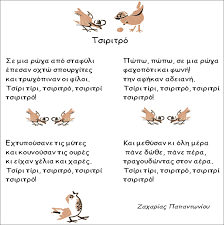 Τσιριτρό
Σε μια ρώγα από σταφύλι
έπεσαν οχτώ σπουργίτες
και τρωγόπιναν οι φίλοι,
Τσίρι τίρι, τσιριτρό, τσιριτρί
τσιριτρό!
Εχτυπούσανε τις μύτες
και κουνούσαν τις ουρές
κι είχαν γέλια και χαρές,
Τσίρι τίρι, τσιριτρό, τσιριτρί
τσιριτρό!
Πώπω, πώπω, σε μια ρώγα
φαγοπότι και φωνή!
την αφήκαν αδειανή,
Τσίρι τίρι, τσιριτρό, τσιριτρί
τσιριτρό!
Και μεθύσαν κι όλη μέρα
πάνε δώθε, πάνε πέρα,
τραγουδώντας στον αέρα,
Τσίρι τίρι, τσιριτρό, τσιριτρί
τσιριτρό!
Ζαχαρίας Παπαντωνίου